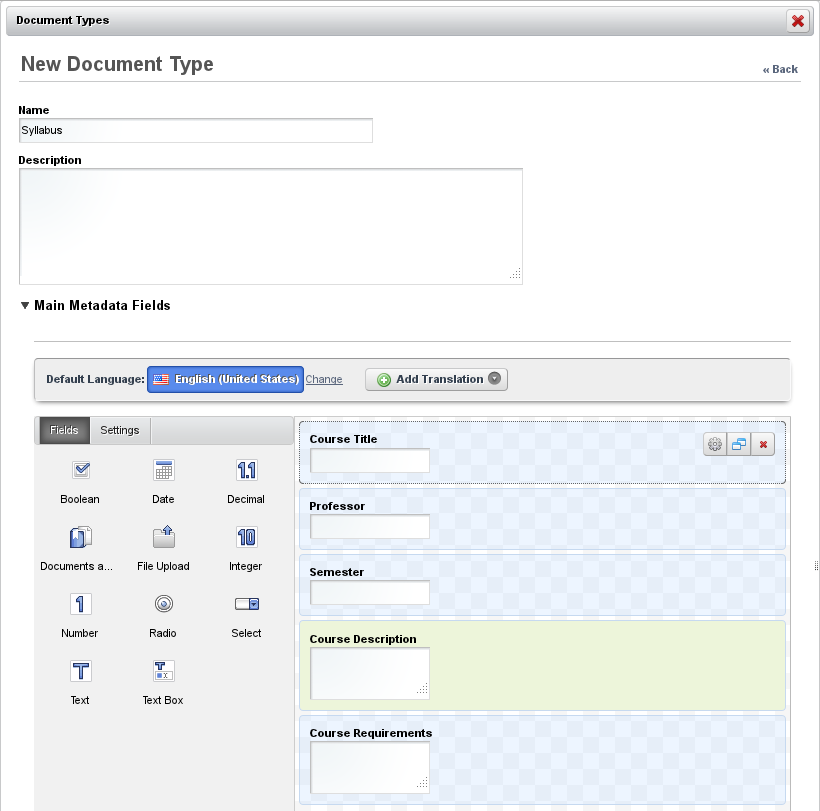 Document Types
New Document Type
« Back
Name
Syllabus
Description
Main Metadata Fields
Default Language: English (United States) Change Add Translation
Fields Settings
Boolean Date Decimal
Documents a... File Upload Integer
Number Radio Select
Text Text Box
Course Title
Professor
Semester
Course Description
Course Requirements